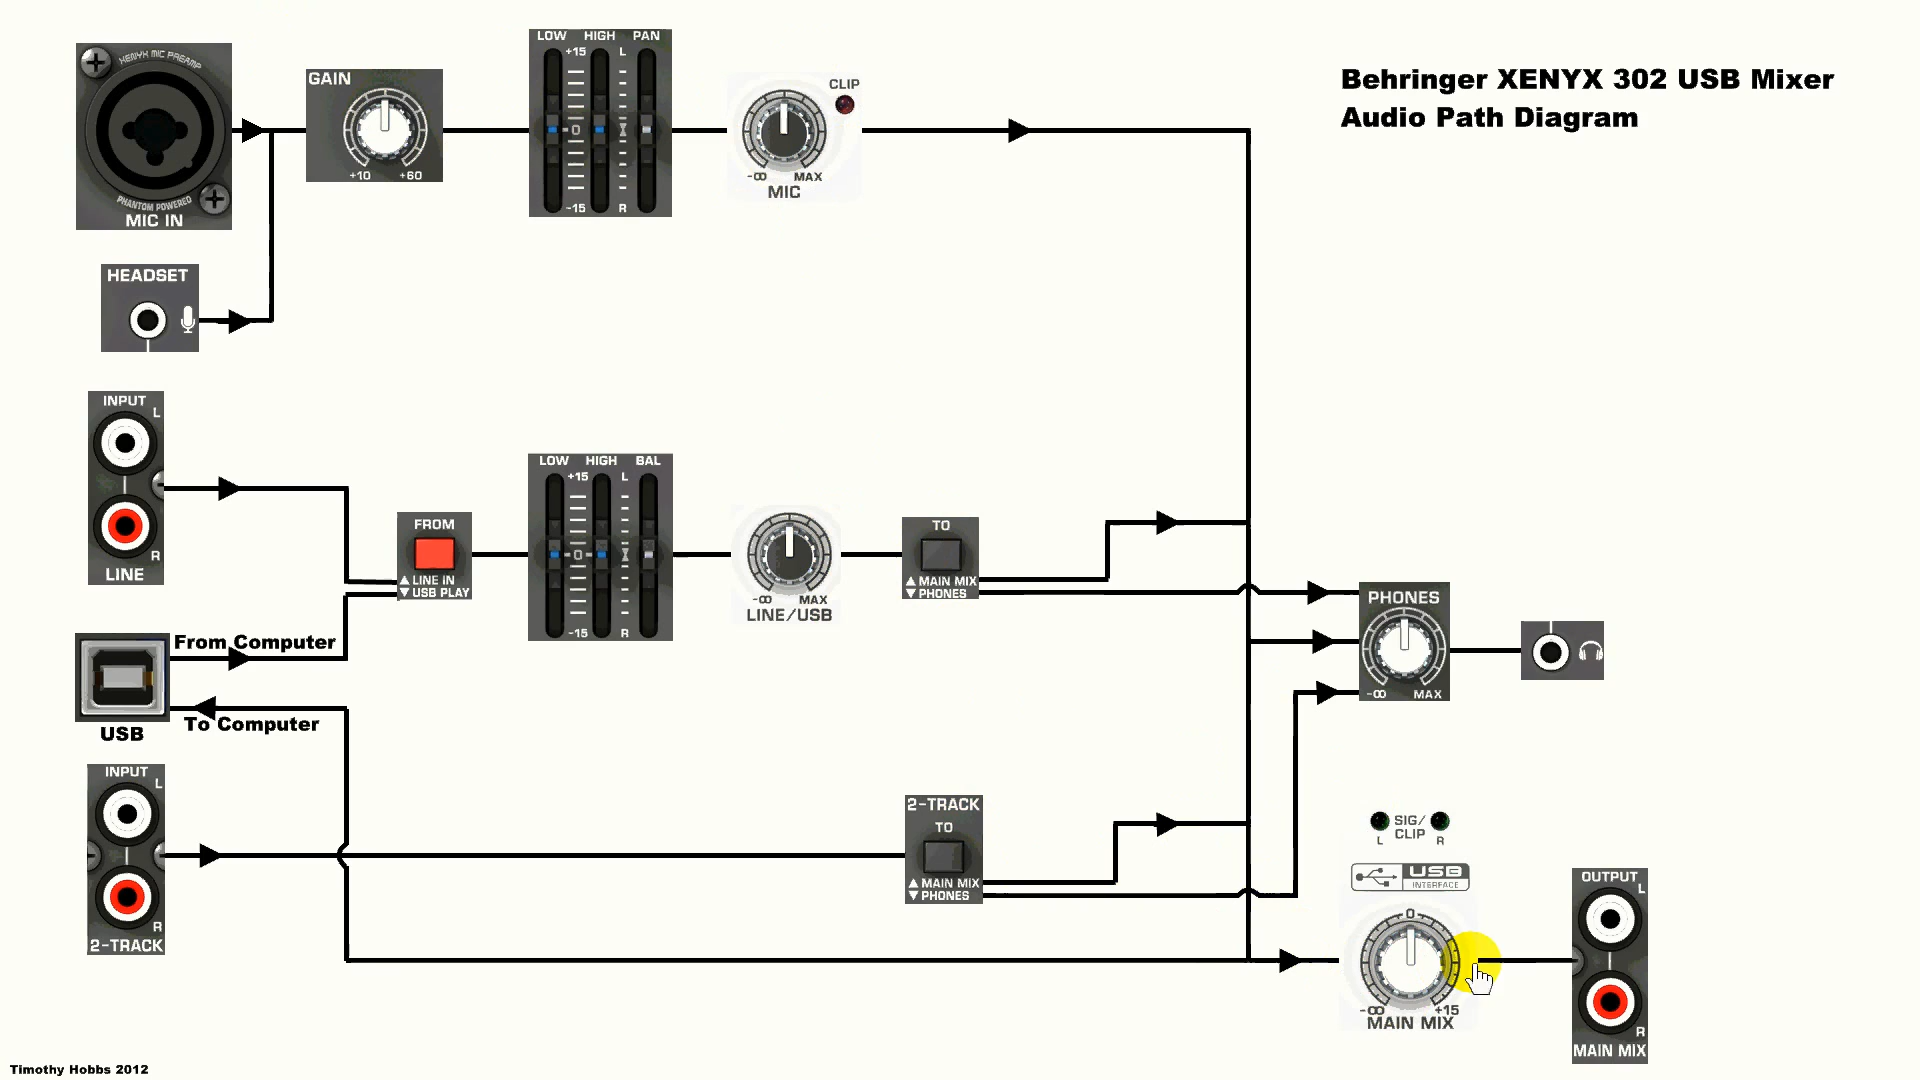 Behringer XENYX 302 USB Mixer
Audio Path Diagram
XENYX MIC PREAMP
PHANTOM POWERED
MIC IN
GAIN
+10 +60
LOW HIGH PAN
+15 L
0
-15 R
CLIP
-∞ MAX
MIC
HEADSET
INPUT
L
R
LINE
FROM
▲ LINE IN
▼ USB PLAY
LOW HIGH BAL
+15 L
0
-15 R
-∞ MAX
LINE/USB
TO
▲ MAIN MIX
▼ PHONES
PHONES
-∞ MAX
From Computer
To Computer
USB
INPUT
L
R
2-TRACK
2-TRACK
TO
▲ MAIN MIX
▼ PHONES
SIG/
CLIP
L R
USB
INTERFACE
0
-∞ +15
MAIN MIX
OUTPUT
L
R
MAIN MIX
Timothy Hobbs 2012